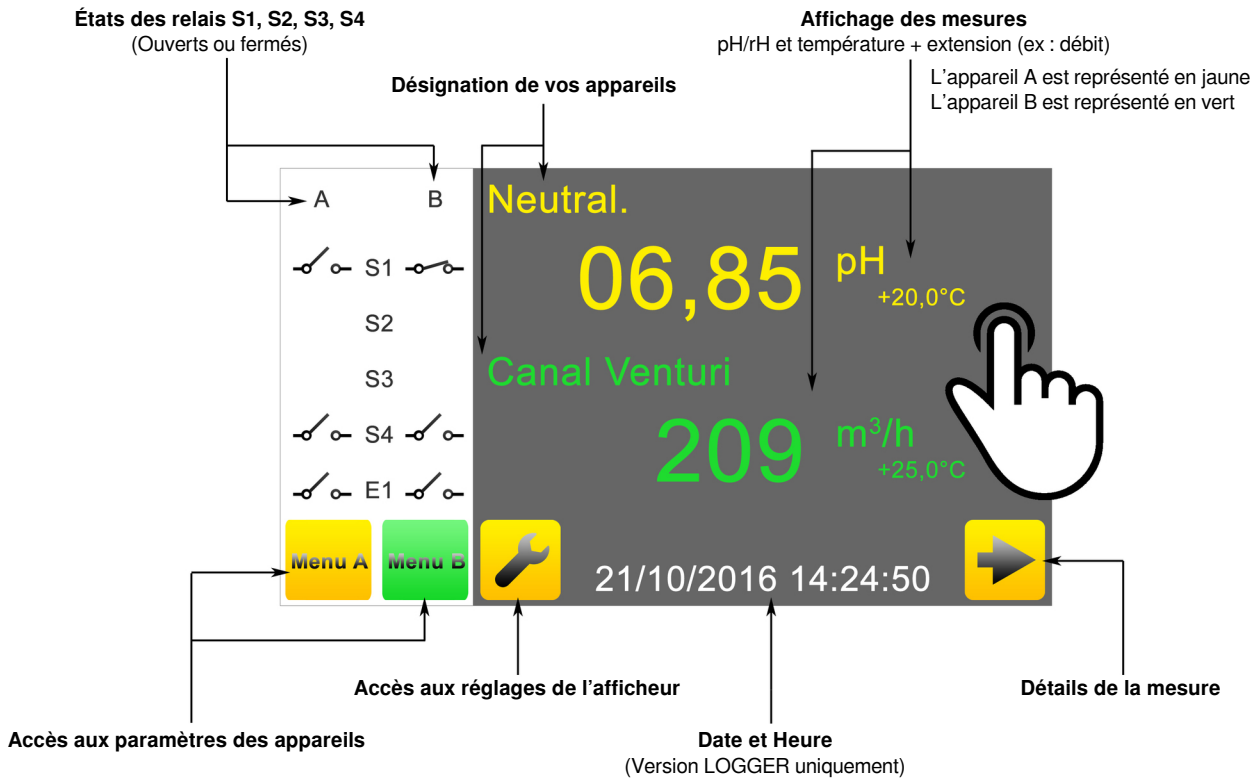 États des relais S1, S2, S3, S4
(Ouverts ou fermés)
Affichage des mesures
pH/rH et température + extension (ex : débit)
L'appareil A est représenté en jaune
L'appareil B est représenté en vert
Désignation de vos appareils
A B
Neutral.
06,85 pH
+20,0°C
S1
S2
S3
S4
E1
Canal Venturi
209 m³/h
+25,0°C
Menu A
Menu B
21/10/2016 14:24:50
Accès aux réglages de l'afficheur
Détails de la mesure
Accès aux paramètres des appareils
Date et Heure
(Version LOGGER uniquement)